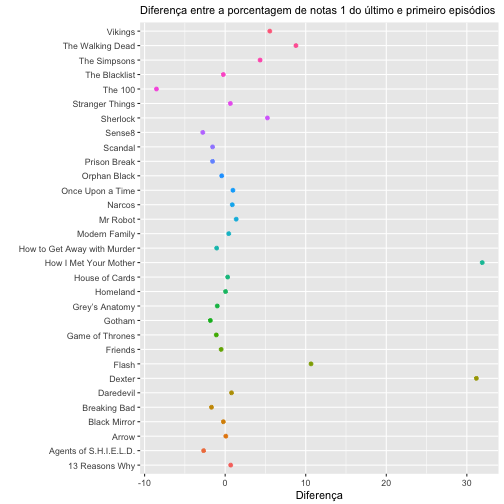 Diferença entre a porcentagem de notas 1 do último e primeiro episódios
Vikings
The Walking Dead
The Simpsons
The Blacklist
The 100
Stranger Things
Sherlock
Sense8
Scandal
Prison Break
Orphan Black
Once Upon a Time
Narcos
Mr Robot
Modern Family
How to Get Away with Murder
How I Met Your Mother
House of Cards
Homeland
Grey's Anatomy
Gotham
Game of Thrones
Friends
Flash
Dexter
Daredevil
Breaking Bad
Black Mirror
Arrow
Agents of S.H.I.E.L.D.
13 Reasons Why
-10 0 10 20 30
Diferença